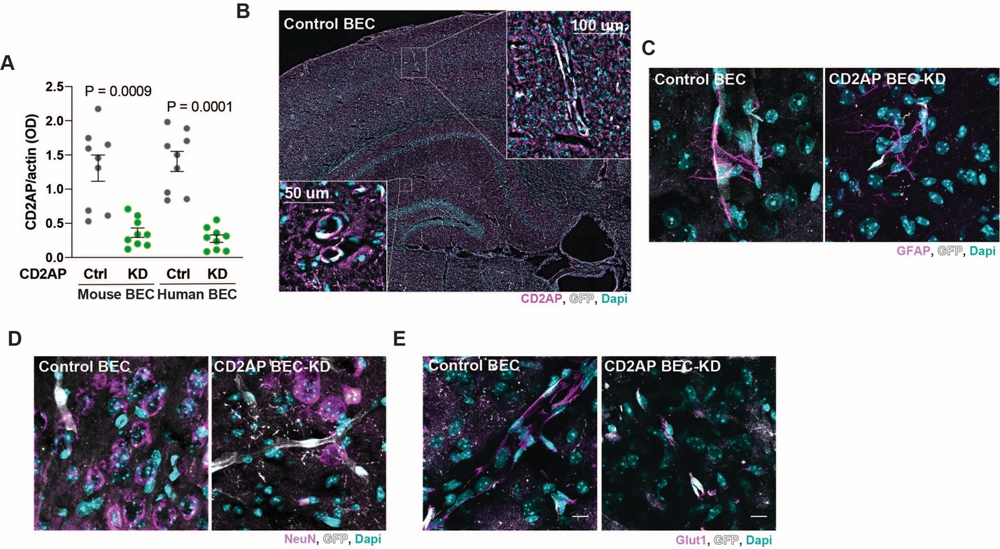 A
CD2AP/actin (OD)
2.5
2.0
1.5
1.0
0.5
0.0
P = 0.0009
P = 0.0001
CD2AP Ctrl KD Ctrl KD
Mouse BEC Human BEC
B
Control BEC
100 um
50 um
CD2AP, GFP, Dapi
C
Control BEC
CD2AP BEC-KD
GFAP, GFP, Dapi
D
Control BEC
CD2AP BEC-KD
NeuN, GFP, Dapi
E
Control BEC
CD2AP BEC-KD
Glut1, GFP, Dapi